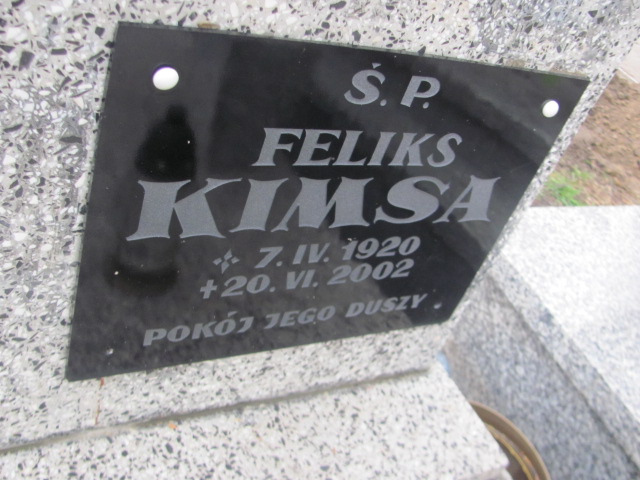 Ś. P.
FELIKS
KIMSA
7. IV. 1920
+20. VI. 2002
POKÓJ JEGO DUSZY